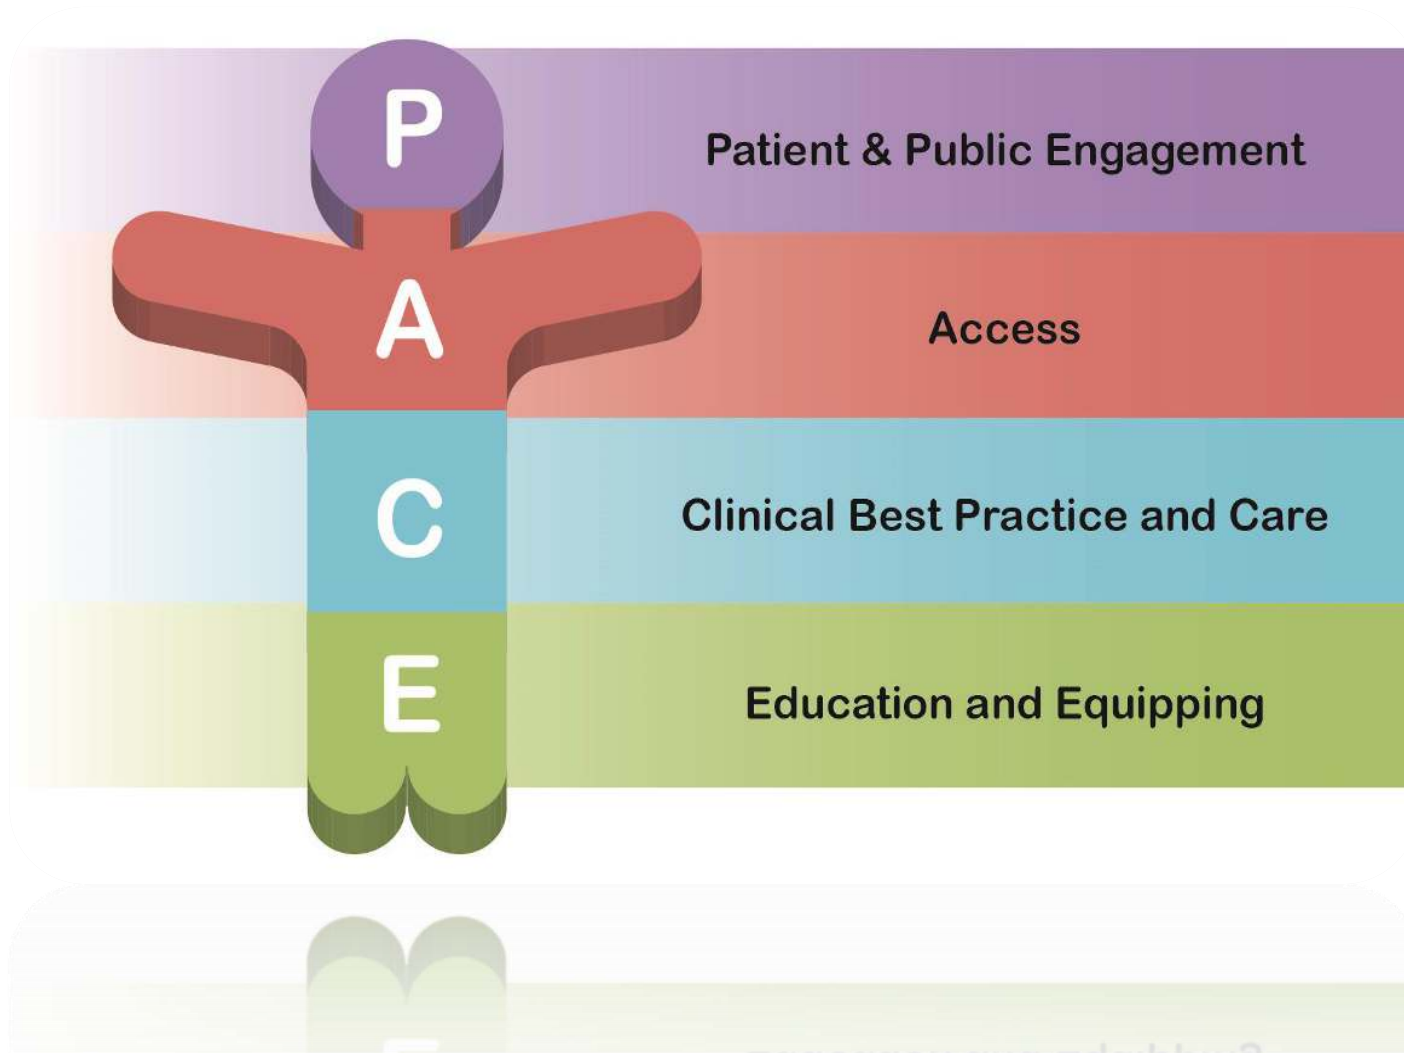 P
Patient & Public Engagement
A
Access
C
Clinical Best Practice and Care
E
Education and Equipping